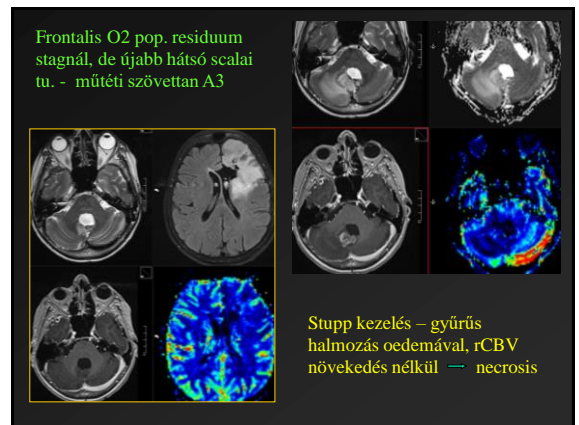 Frontalis O2 pop. residuum
stagnál, de újabb hátsó scalai
tu. - műtéti szövettan A3
Stupp kezelés – gyűrűs
halmozás oedemával, rCBV
növekedés nélkül → necrosis